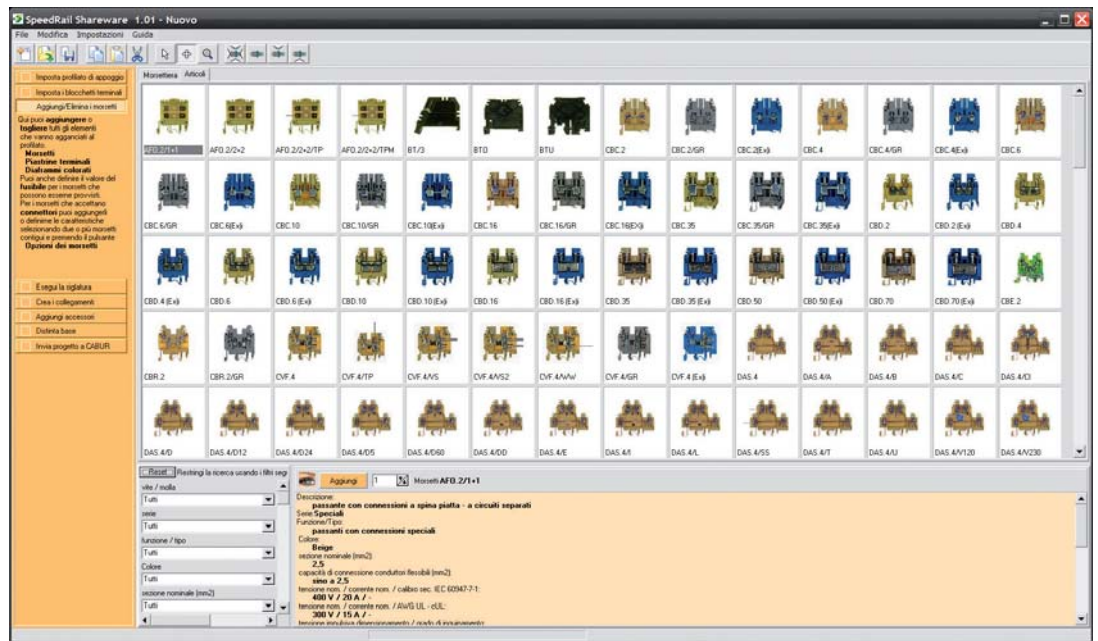 SpeedRail Shareware 1.01 - Nuovo
File Modifica Impostazioni Guida
Imposta profilato di appoggio
Imposta i blocchetti terminali
Aggiungi/Elimina i morsetti
Qui puoi aggiungere o
togliere tutti gli elementi
che vanno agganciati al
profilato:
Morsetti
Piastrine terminali
Diaframmi colorati
Puoi anche definire il valore del
fusibile per i morsetti che
possono esserne provvisti.
Per i morsetti che accettano
connettori puoi aggiungerli
o definirne le caratteristiche
selezionando due o più morsetti
contigui e premendo il pulsante
Opzioni dei morsetti
Esegui la siglatura
Crea i collegamenti
Aggiungi accessori
Distinta base
Invia progetto a CABUR
Morsettiera Articoli
AFO.2/1+1 AFO.2/2+2 AFO.2/2+2/TP AFO.2/2+2/TPM BT/3 BTO BTU CBC.2 CBC.2/GR CBC.2(Ex)i CBC.4 CBC.4/GR CBC.4(Ex)i CBC.6
CBC.6/GR CBC.6(Ex)i CBC.10 CBC.10/GR CBC.10(Ex)i CBC.16 CBC.16/GR CBC.16(EX)i CBC.35 CBC.35/GR CBC.35(Ex)i CBD.2 CBD.2 (Ex)i CBD.4
CBD.4 (Ex)i CBD.6 CBD.6 (Ex)i CBD.10 CBD.10 (Ex)i CBD.16 CBD.16 (Ex)i CBD.35 CBD.35 (Ex)i CBD.50 CBD.50 (Ex)i CBD.70 CBD.70 (Ex)i CBE.2
CBR.2 CBR.2/GR CVF.4 CVF.4/TP CVF.4/VS CVF.4/VS2 CVF.4/VVV CVF.4/GR CVF.4 (Ex)i DAS.4 DAS.4/A DAS.4/B DAS.4/C DAS.4/CI
DAS.4/D DAS.4/D12 DAS.4/D24 DAS.4/D5 DAS.4/D60 DAS.4/DD DAS.4/E DAS.4/I DAS.4/L DAS.4/SS DAS.4/T DAS.4/U DAS.4/V120 DAS.4/V230
Reset Restringi la ricerca usando i filtri seg
vite / molla
Tutti
serie
Tutti
funzione / tipo
Tutti
Colore
Tutti
sezione nominale (mm2)
Tutti
Aggiungi 1 Morsetti AFO.2/1+1
Descrizione:
passante con connessioni a spina piatta - a circuiti separati
Serie Speciali
Funzione/Tipo:
passanti con connessioni speciali
Colore:
Beige
sezione nominale (mm2):
2,5
capacità di connessione conduttori flessibili (mm2):
sino a 2,5
tensione nom. / corrente nom. / calibro sec. IEC 60947-7-1:
400 V / 20 A / -
tensione nom. / corrente nom. / AWG UL - cUL:
300 V / 15 A / -
tensione impulsiva dimensionamento / grado di inquinamento: